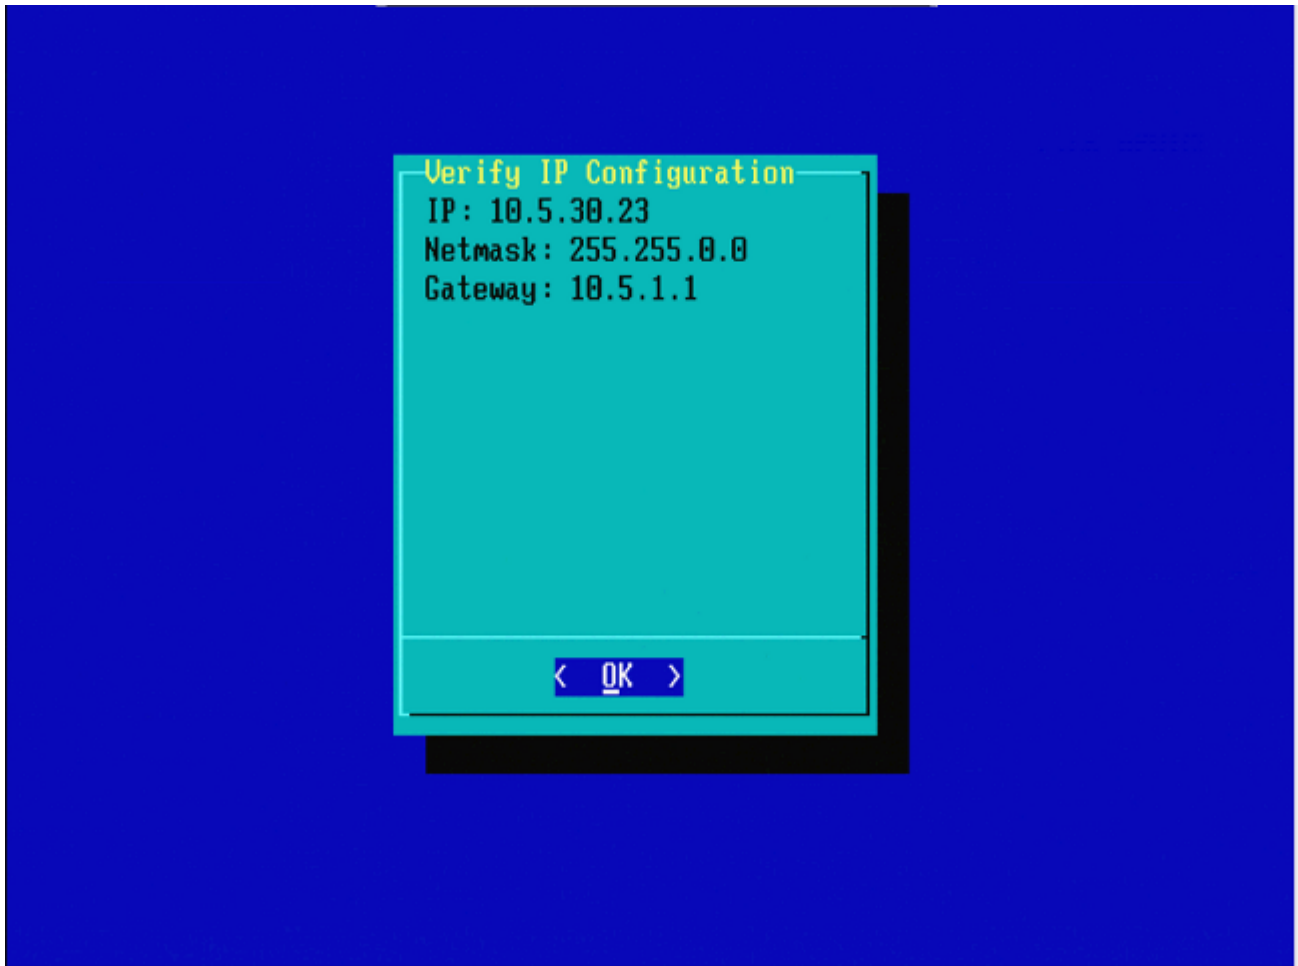 Verify IP Configuration
IP: 10.5.30.23
Netmask: 255.255.0.0
Gateway: 10.5.1.1
< OK >